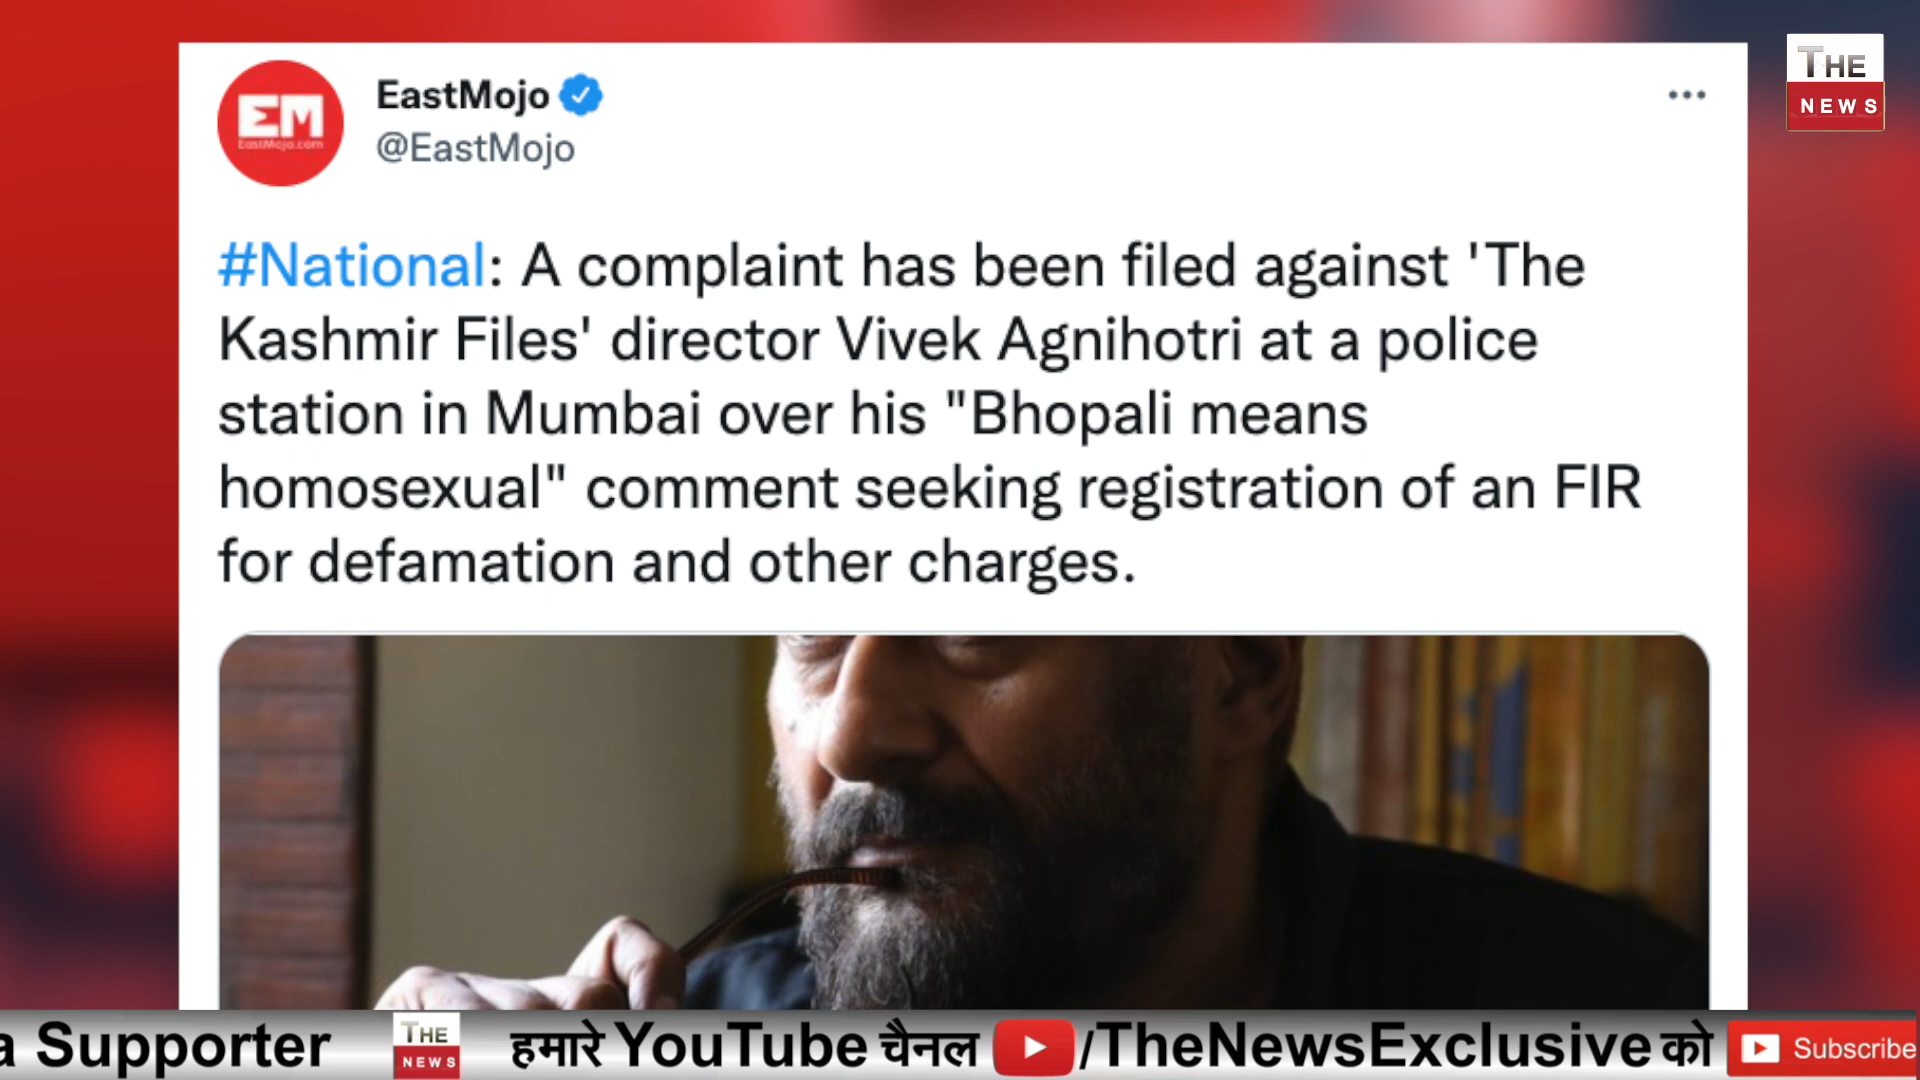 EM
EastMojo.com
EastMojo
@EastMojo
THE
NEWS
#National: A complaint has been filed against 'The
Kashmir Files' director Vivek Agnihotri at a police
station in Mumbai over his "Bhopali means
homosexual" comment seeking registration of an FIR
for defamation and other charges.
a Supporter THE NEWS हमारे YouTube चैनल /TheNewsExclusive को Subscribe